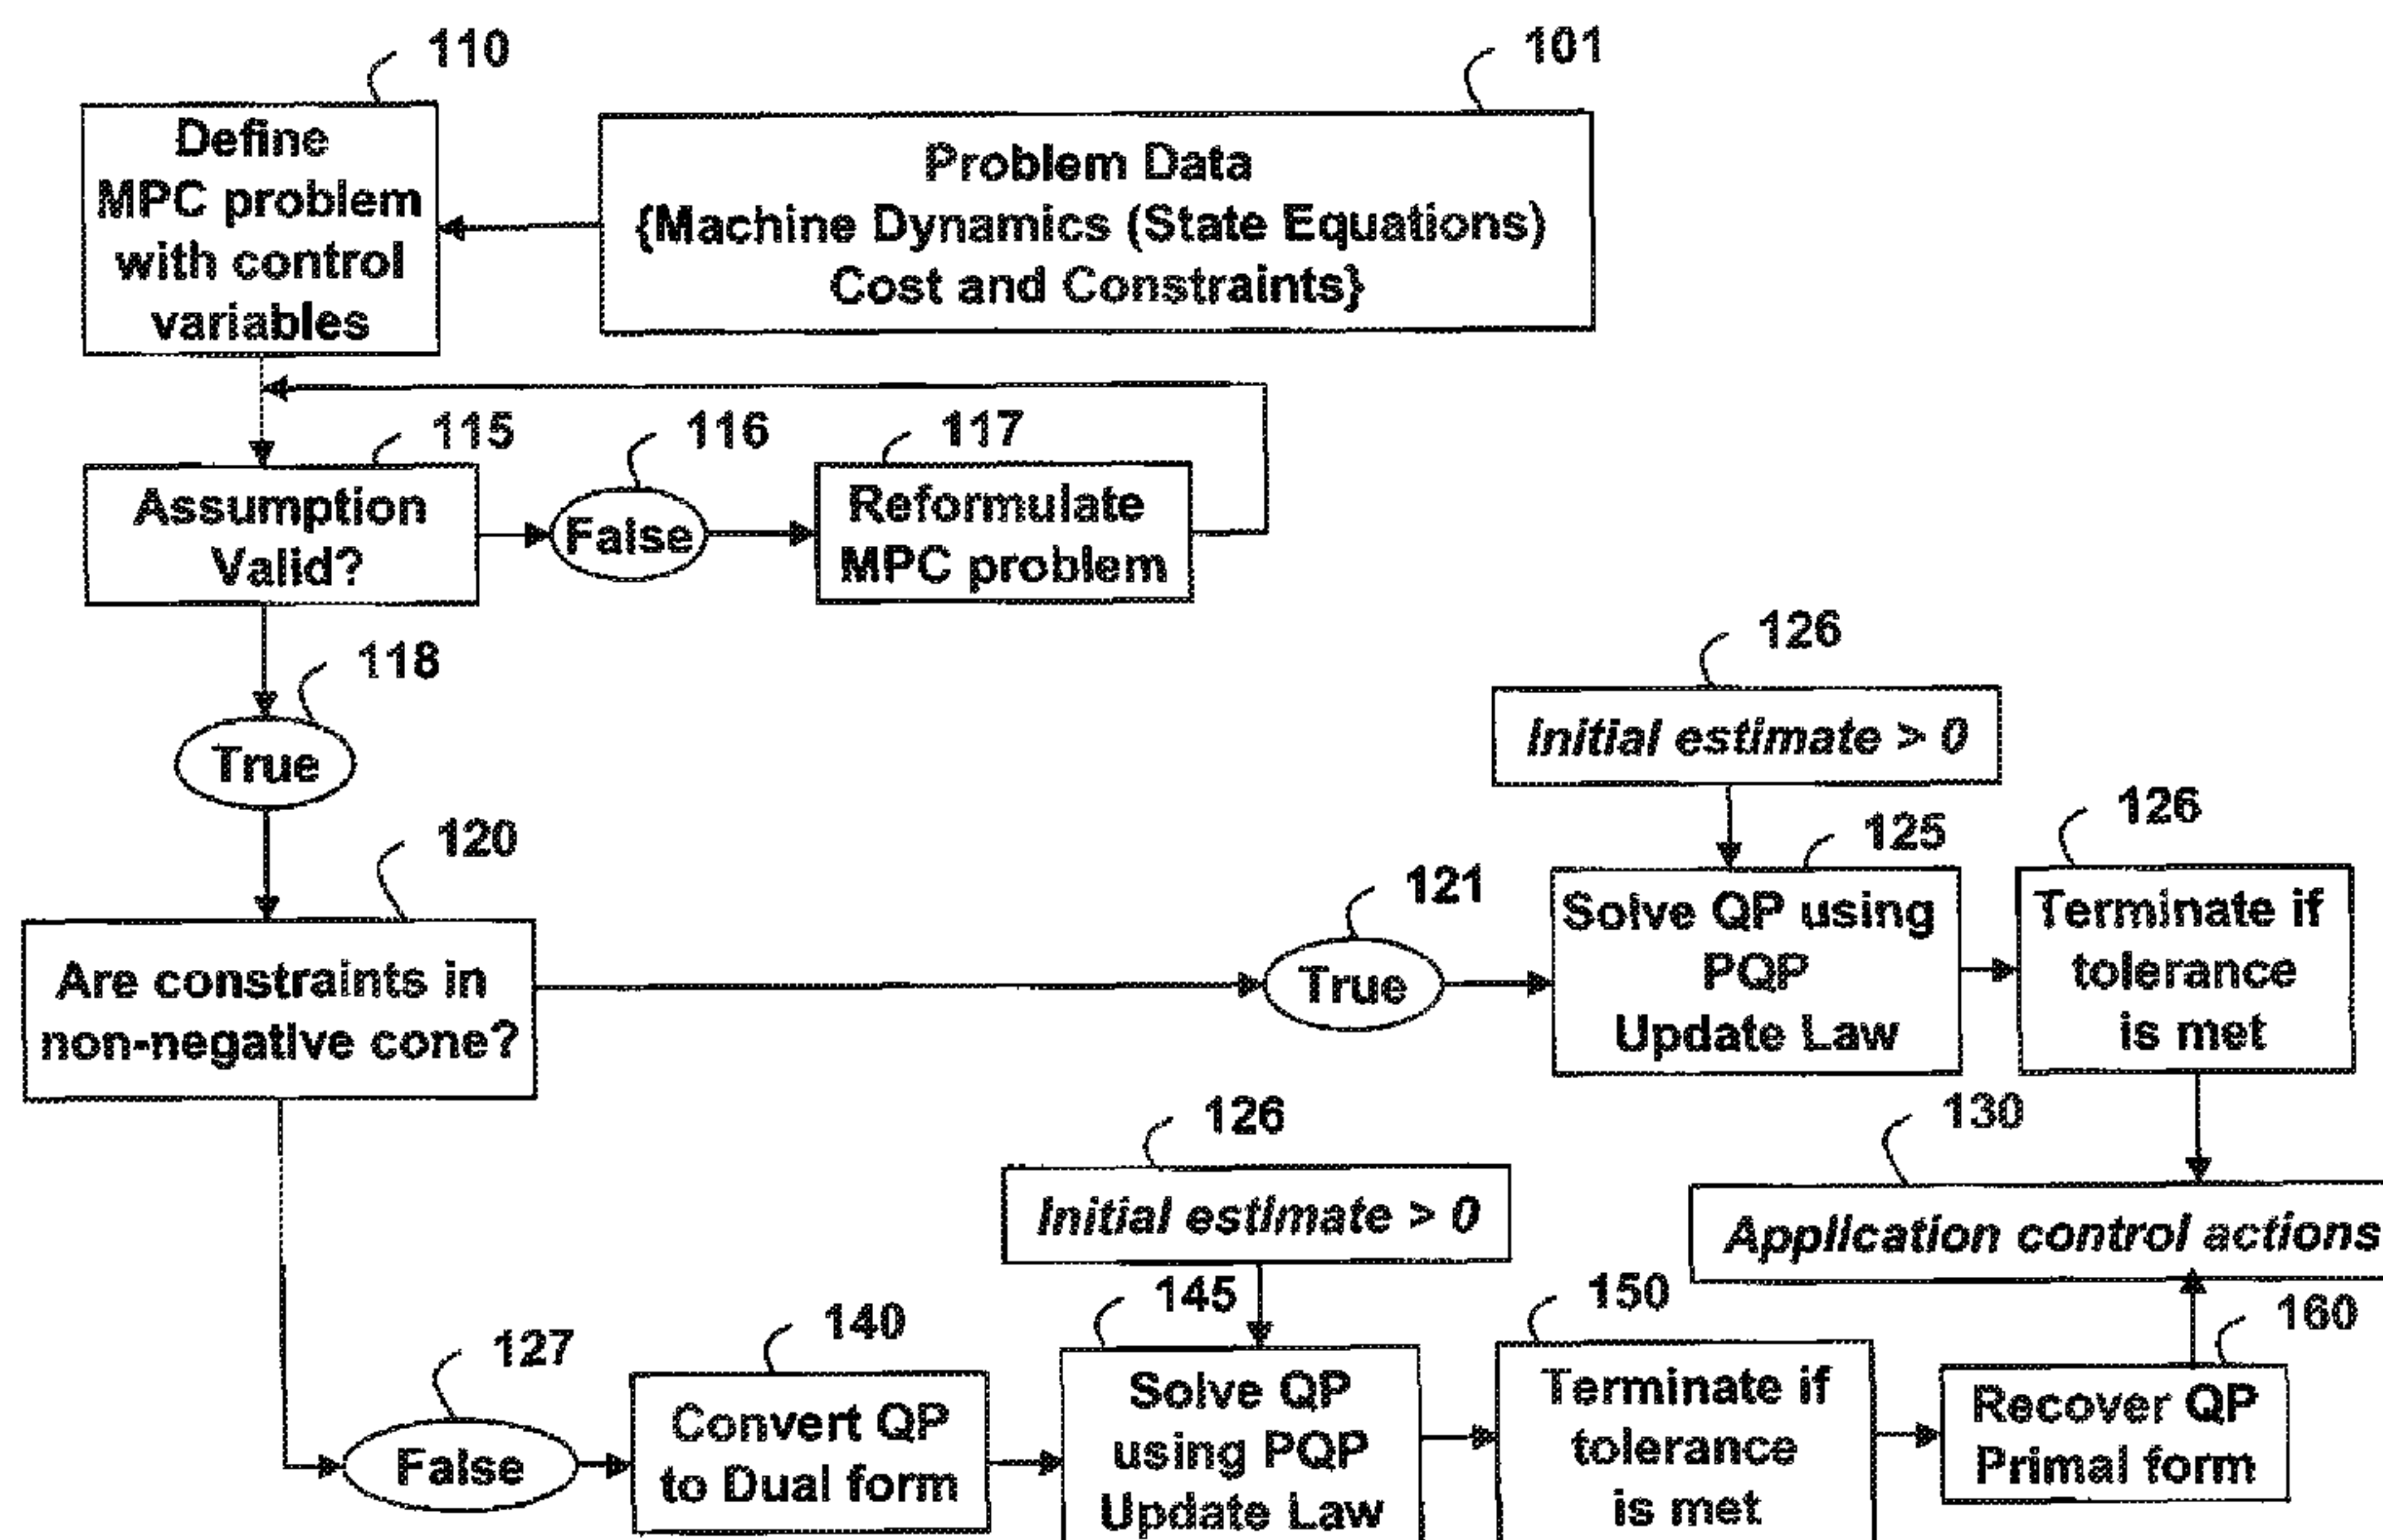 110
101
Define
MPC problem
with control
variables
Problem Data
{Machine Dynamics (State Equations)
Cost and Constraints}
115
116
117
Assumption
Valid?
False
Reformulate
MPC problem
118
True
126
Initial estimate > 0
120
121
125
126
Are constraints in
non-negative cone?
True
Solve QP using
PQP
Update Law
Terminate if
tolerance
is met
126
Initial estimate > 0
130
Application control actions
127
140
145
150
160
False
Convert QP
to Dual form
Solve QP
using PQP
Update Law
Terminate if
tolerance
is met
Recover QP
Primal form